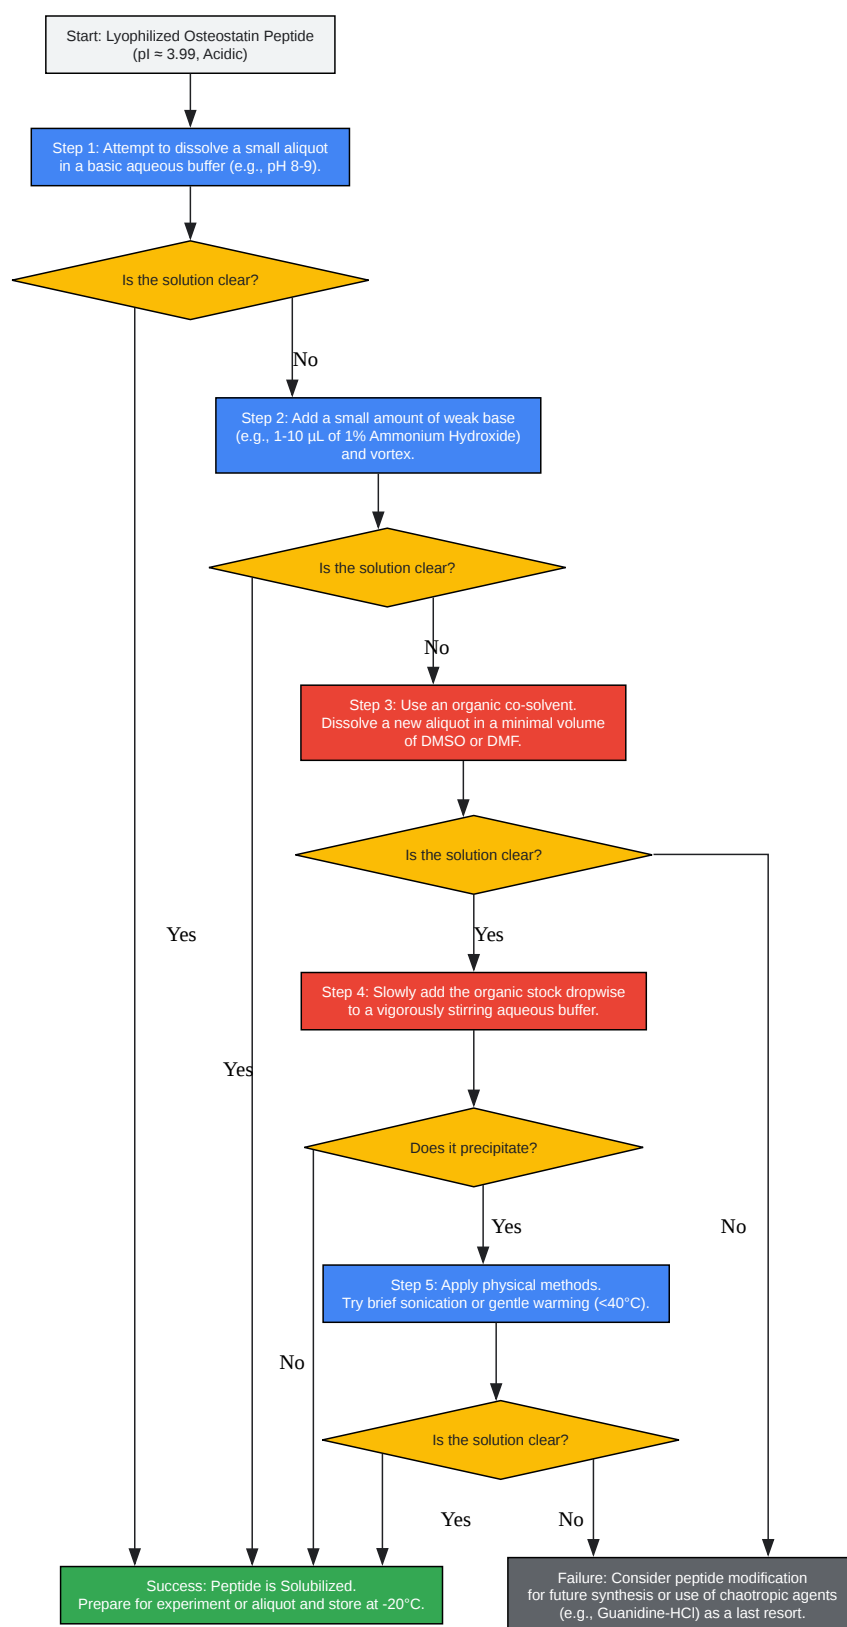 Start: Lyophilized Osteostatin Peptide
(pI ≈ 3.99, Acidic)
Step 1: Attempt to dissolve a small aliquot
in a basic aqueous buffer (e.g., pH 8-9).
Is the solution clear?
No
Step 2: Add a small amount of weak base
(e.g., 1-10 µL of 1% Ammonium Hydroxide)
and vortex.
Is the solution clear?
No
Step 3: Use an organic co-solvent.
Dissolve a new aliquot in a minimal volume
of DMSO or DMF.
Is the solution clear?
Yes
Yes
Step 4: Slowly add the organic stock dropwise
to a vigorously stirring aqueous buffer.
Yes
Does it precipitate?
Yes
No
Step 5: Apply physical methods.
Try brief sonication or gentle warming (<40°C).
No
Is the solution clear?
Yes
No
Success: Peptide is Solubilized.
Prepare for experiment or aliquot and store at -20°C.
Failure: Consider peptide modification
for future synthesis or use of chaotropic agents
(e.g., Guanidine-HCl) as a last resort.